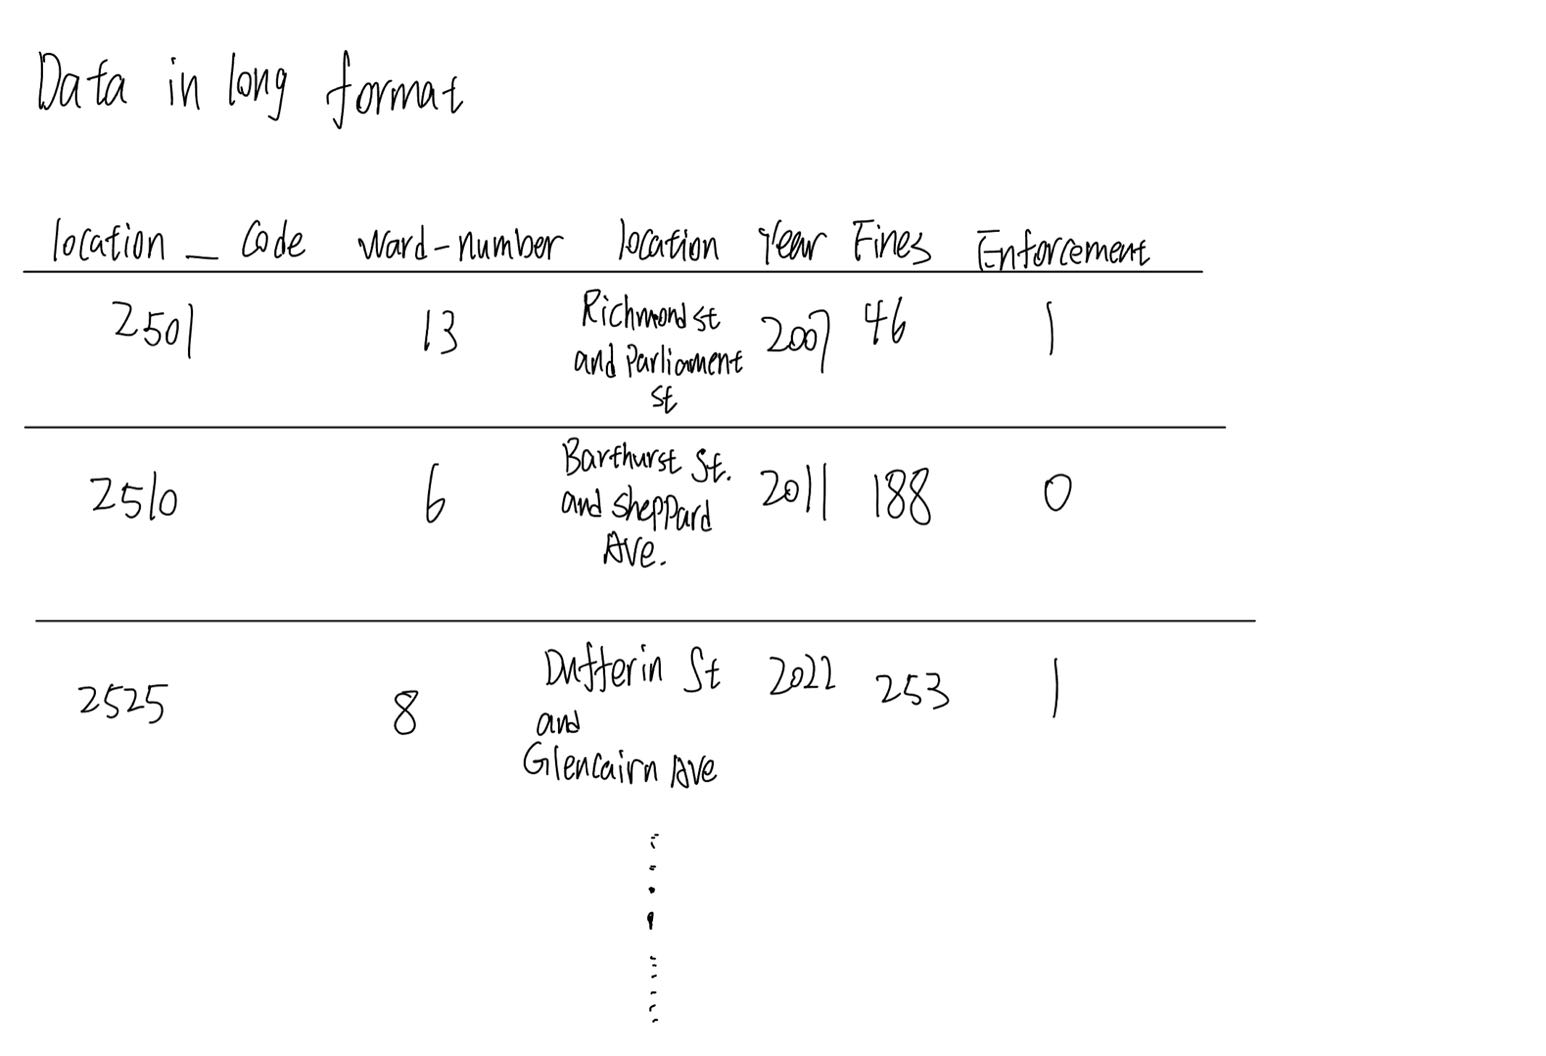 Data in long format
location_Code ward-number location Year Fines Enforcement
2501 13 Richmond st 2007 46 1
and Parliament
st
2510 6 Barthurst St. 2011 188 0
and Sheppard
Ave.
2525 8 Dufferin St 2022 253 1
and
Glencairn Ave